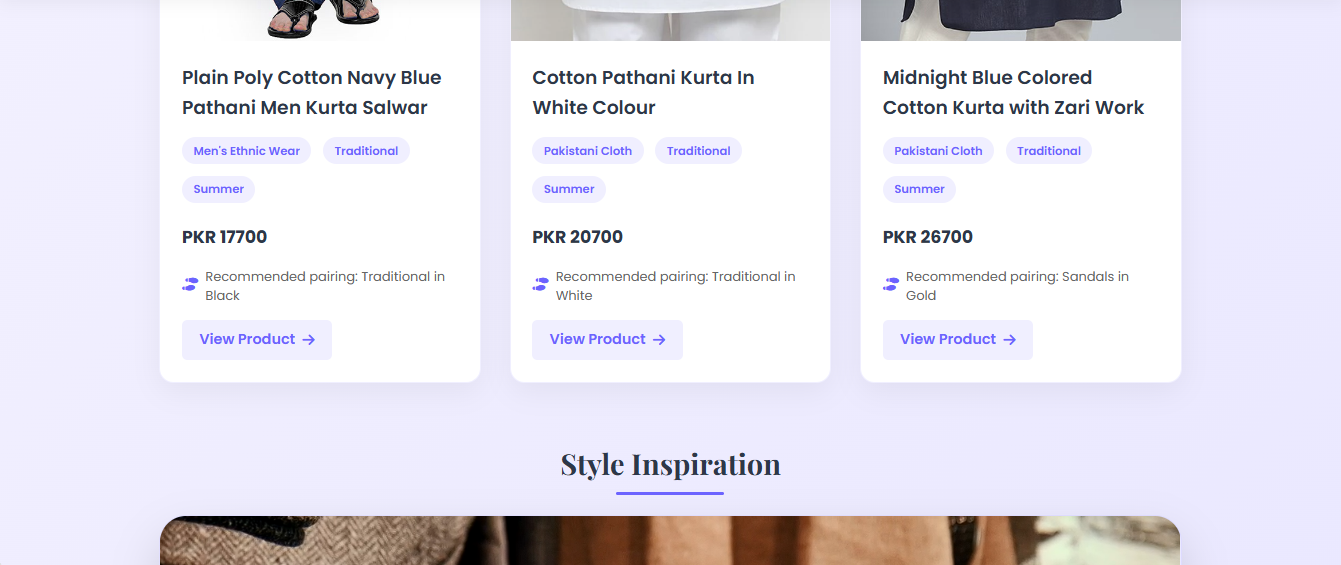 Plain Poly Cotton Navy Blue
Pathani Men Kurta Salwar
Men's Ethnic Wear
Traditional
Summer
PKR 17700
Recommended pairing: Traditional in
Black
View Product →
Cotton Pathani Kurta In
White Colour
Pakistani Cloth
Traditional
Summer
PKR 20700
Recommended pairing: Traditional in
White
View Product →
Midnight Blue Colored
Cotton Kurta with Zari Work
Pakistani Cloth
Traditional
Summer
PKR 26700
Recommended pairing: Sandals in
Gold
View Product →
Style Inspiration